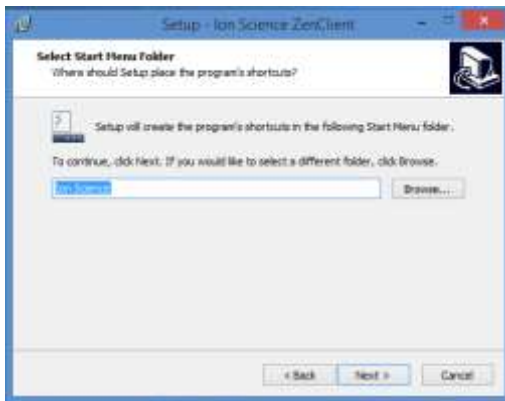 Setup - Ion Science ZenClient
Select Start Menu Folder
Where should Setup place the program's shortcuts?
Setup will create the program's shortcuts in the following Start Menu folder.
To continue, click Next. If you would like to select a different folder, click Browse.
Ion Science
Browse...
< Back
Next >
Cancel